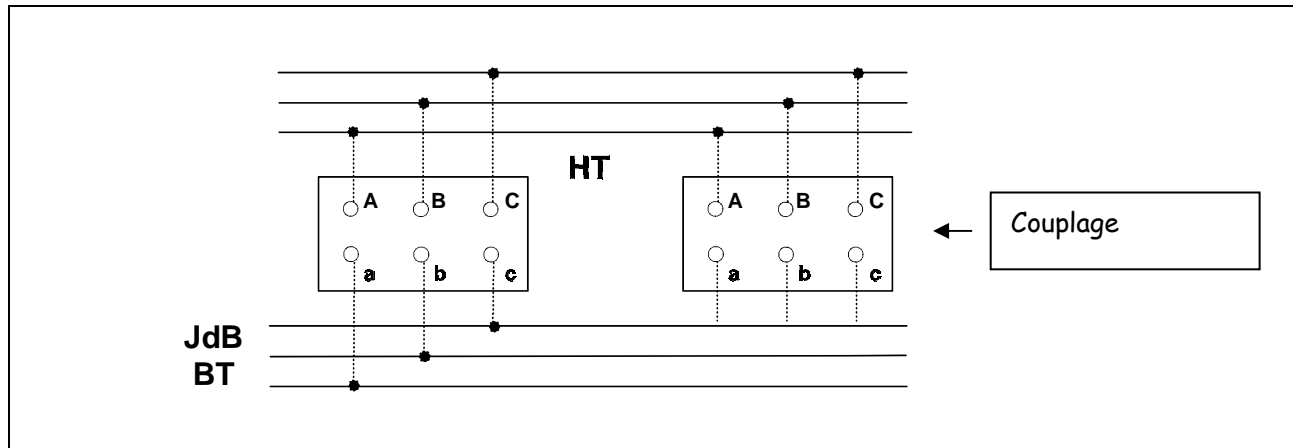 HT
A B C
A B C
Couplage
a b c
a b c
JdB
BT